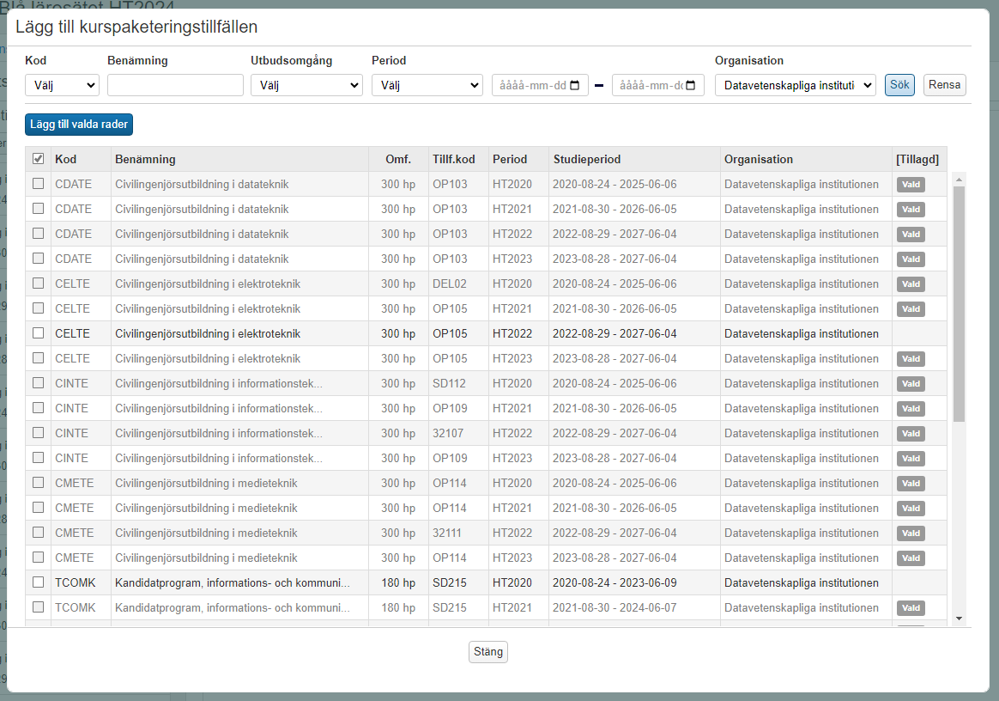 Blå lärosätet HT2024
Lägg till kurspaketeringstillfällen
Kod Benämning Utbudsomgång Period Organisation
Välj Välj Välj åååå-mm-dd – åååå-mm-dd Datavetenskapliga instituti Sök Rensa
Lägg till valda rader
Kod Benämning Omf. Tillf.kod Period Studieperiod Organisation [Tillagd]
CDATE Civilingenjörsutbildning i datateknik 300 hp OP103 HT2020 2020-08-24 - 2025-06-06 Datavetenskapliga institutionen Vald
CDATE Civilingenjörsutbildning i datateknik 300 hp OP103 HT2021 2021-08-30 - 2026-06-05 Datavetenskapliga institutionen Vald
CDATE Civilingenjörsutbildning i datateknik 300 hp OP103 HT2022 2022-08-29 - 2027-06-04 Datavetenskapliga institutionen Vald
CDATE Civilingenjörsutbildning i datateknik 300 hp OP103 HT2023 2023-08-28 - 2027-06-04 Datavetenskapliga institutionen Vald
CELTE Civilingenjörsutbildning i elektroteknik 300 hp DEL02 HT2020 2020-08-24 - 2025-06-06 Datavetenskapliga institutionen Vald
CELTE Civilingenjörsutbildning i elektroteknik 300 hp OP105 HT2021 2021-08-30 - 2026-06-05 Datavetenskapliga institutionen Vald
CELTE Civilingenjörsutbildning i elektroteknik 300 hp OP105 HT2022 2022-08-29 - 2027-06-04 Datavetenskapliga institutionen
CELTE Civilingenjörsutbildning i elektroteknik 300 hp OP105 HT2023 2023-08-28 - 2027-06-04 Datavetenskapliga institutionen Vald
CINTE Civilingenjörsutbildning i informationstek... 300 hp SD112 HT2020 2020-08-24 - 2025-06-06 Datavetenskapliga institutionen Vald
CINTE Civilingenjörsutbildning i informationstek... 300 hp OP109 HT2021 2021-08-30 - 2026-06-05 Datavetenskapliga institutionen Vald
CINTE Civilingenjörsutbildning i informationstek... 300 hp 32107 HT2022 2022-08-29 - 2027-06-04 Datavetenskapliga institutionen Vald
CINTE Civilingenjörsutbildning i informationstek... 300 hp OP109 HT2023 2023-08-28 - 2027-06-04 Datavetenskapliga institutionen Vald
CMETE Civilingenjörsutbildning i medieteknik 300 hp OP114 HT2020 2020-08-24 - 2025-06-06 Datavetenskapliga institutionen Vald
CMETE Civilingenjörsutbildning i medieteknik 300 hp OP114 HT2021 2021-08-30 - 2026-06-05 Datavetenskapliga institutionen Vald
CMETE Civilingenjörsutbildning i medieteknik 300 hp 32111 HT2022 2022-08-29 - 2027-06-04 Datavetenskapliga institutionen Vald
CMETE Civilingenjörsutbildning i medieteknik 300 hp OP114 HT2023 2023-08-28 - 2027-06-04 Datavetenskapliga institutionen Vald
TCOMK Kandidatprogram, informations- och kommuni... 180 hp SD215 HT2020 2020-08-24 - 2023-06-09 Datavetenskapliga institutionen
TCOMK Kandidatprogram, informations- och kommuni... 180 hp SD215 HT2021 2021-08-30 - 2024-06-07 Datavetenskapliga institutionen Vald
Stäng